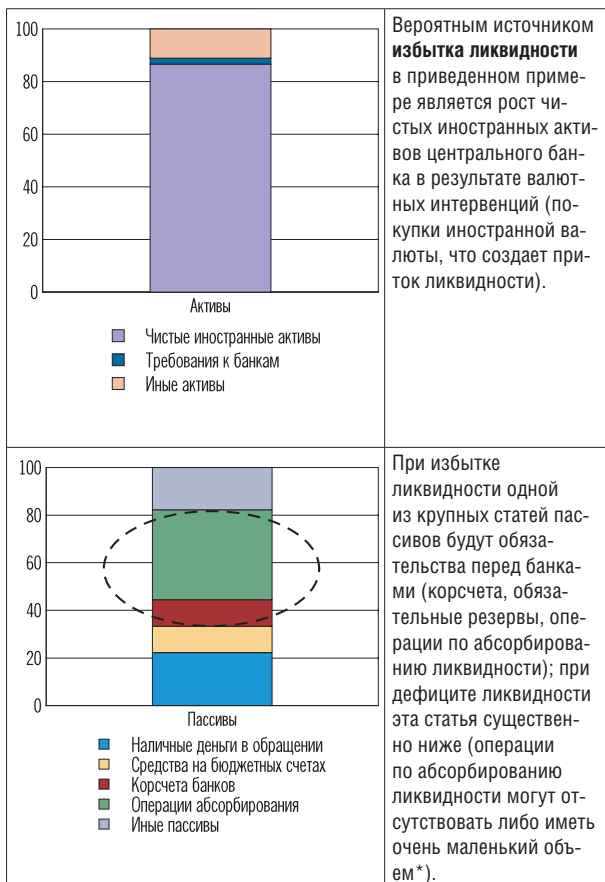 100
80
60
40
20
0
Активы
Чистые иностранные активы
Требования к банкам
Иные активы
Вероятным источником
избытка ликвидности
в приведенном приме-
ре является рост чи-
стых иностранных акти-
вов центрального бан-
ка в результате валют-
ных интервенций (по-
купки иностранной ва-
люты, что создает при-
ток ликвидности).
100
80
60
40
20
0
Пассивы
Наличные деньги в обращении
Средства на бюджетных счетах
Корсчета банков
Операции абсорбирования
Иные пассивы
При избытке
ликвидности одной
из крупных статей пас-
сивов будут обяза-
тельства перед банка-
ми (корсчета, обяза-
тельные резервы, опе-
рации по абсорбирова-
нию ликвидности); при
дефиците ликвидности
эта статья существен-
но ниже (операции
по абсорбированию
ликвидности могут от-
сутствовать либо иметь
очень маленький объ-
ем*).